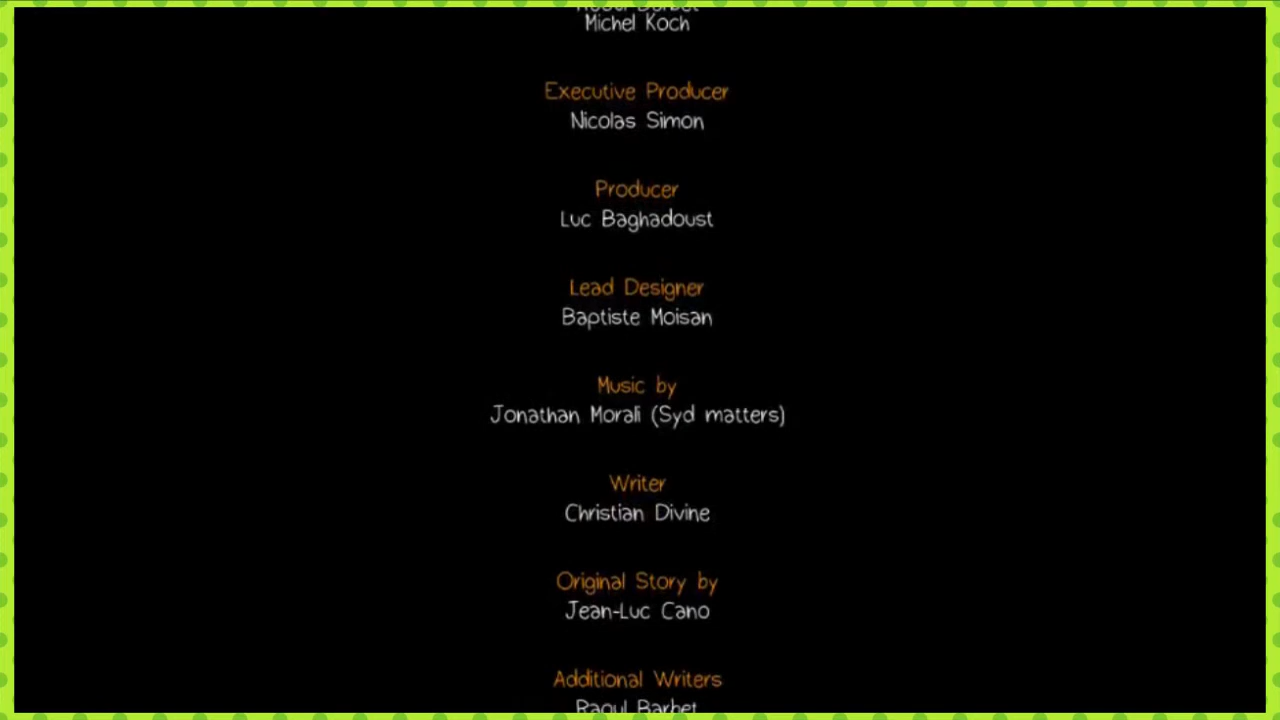 Michel Koch
Executive Producer
Nicolas Simon
Producer
Luc Baghadoust
Lead Designer
Baptiste Moisan
Music by
Jonathan Morali (Syd matters)
Writer
Christian Divine
Original Story by
Jean-Luc Cano
Additional Writers
Raoul Barbet